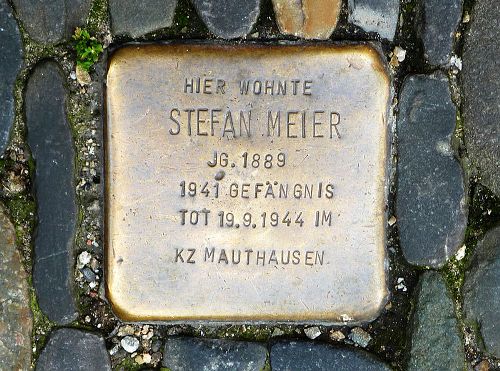 HIER WOHNTE
STEFAN MEIER
JG. 1889
1941 GEFÄNGNIS
TOT 19.9.1944 IM
KZ MAUTHAUSEN